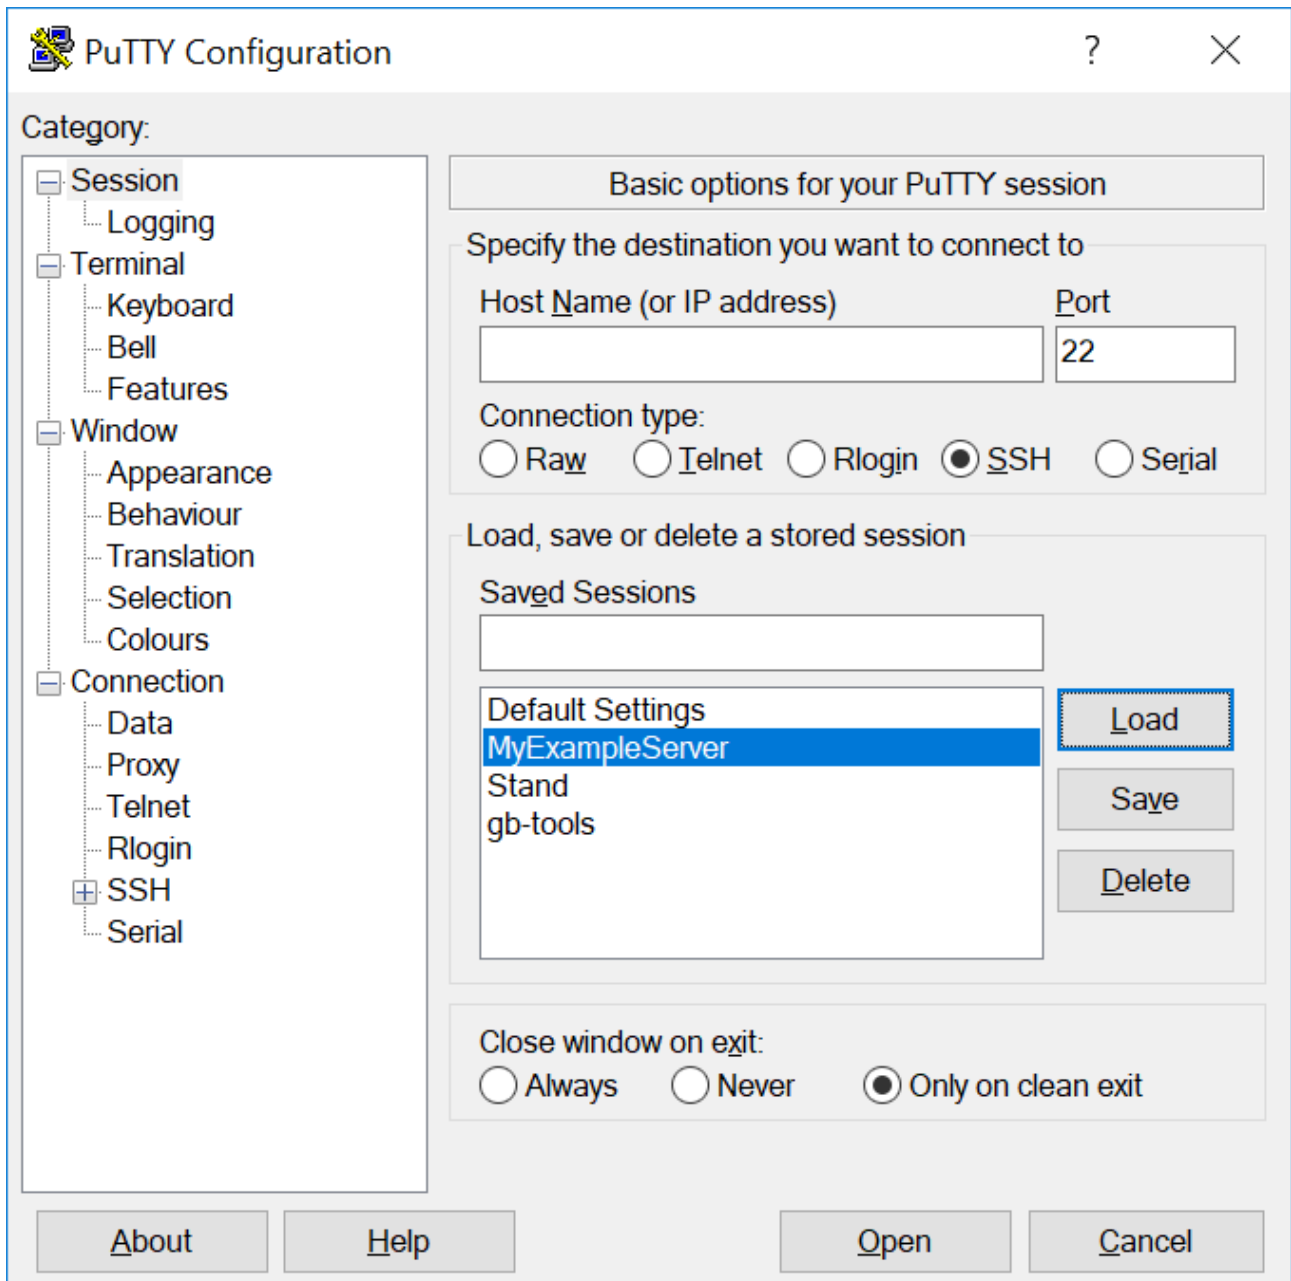 PuTTY Configuration
?
Category:
Session
Logging
Terminal
Keyboard
Bell
Features
Window
Appearance
Behaviour
Translation
Selection
Colours
Connection
Data
Proxy
Telnet
Rlogin
SSH
Serial
Basic options for your PuTTY session
Specify the destination you want to connect to
Host Name (or IP address) Port
22
Connection type:
Raw Telnet Rlogin SSH Serial
Load, save or delete a stored session
Saved Sessions
Default Settings
MyExampleServer
Stand
gb-tools
Load
Save
Delete
Close window on exit:
Always Never Only on clean exit
About Help Open Cancel